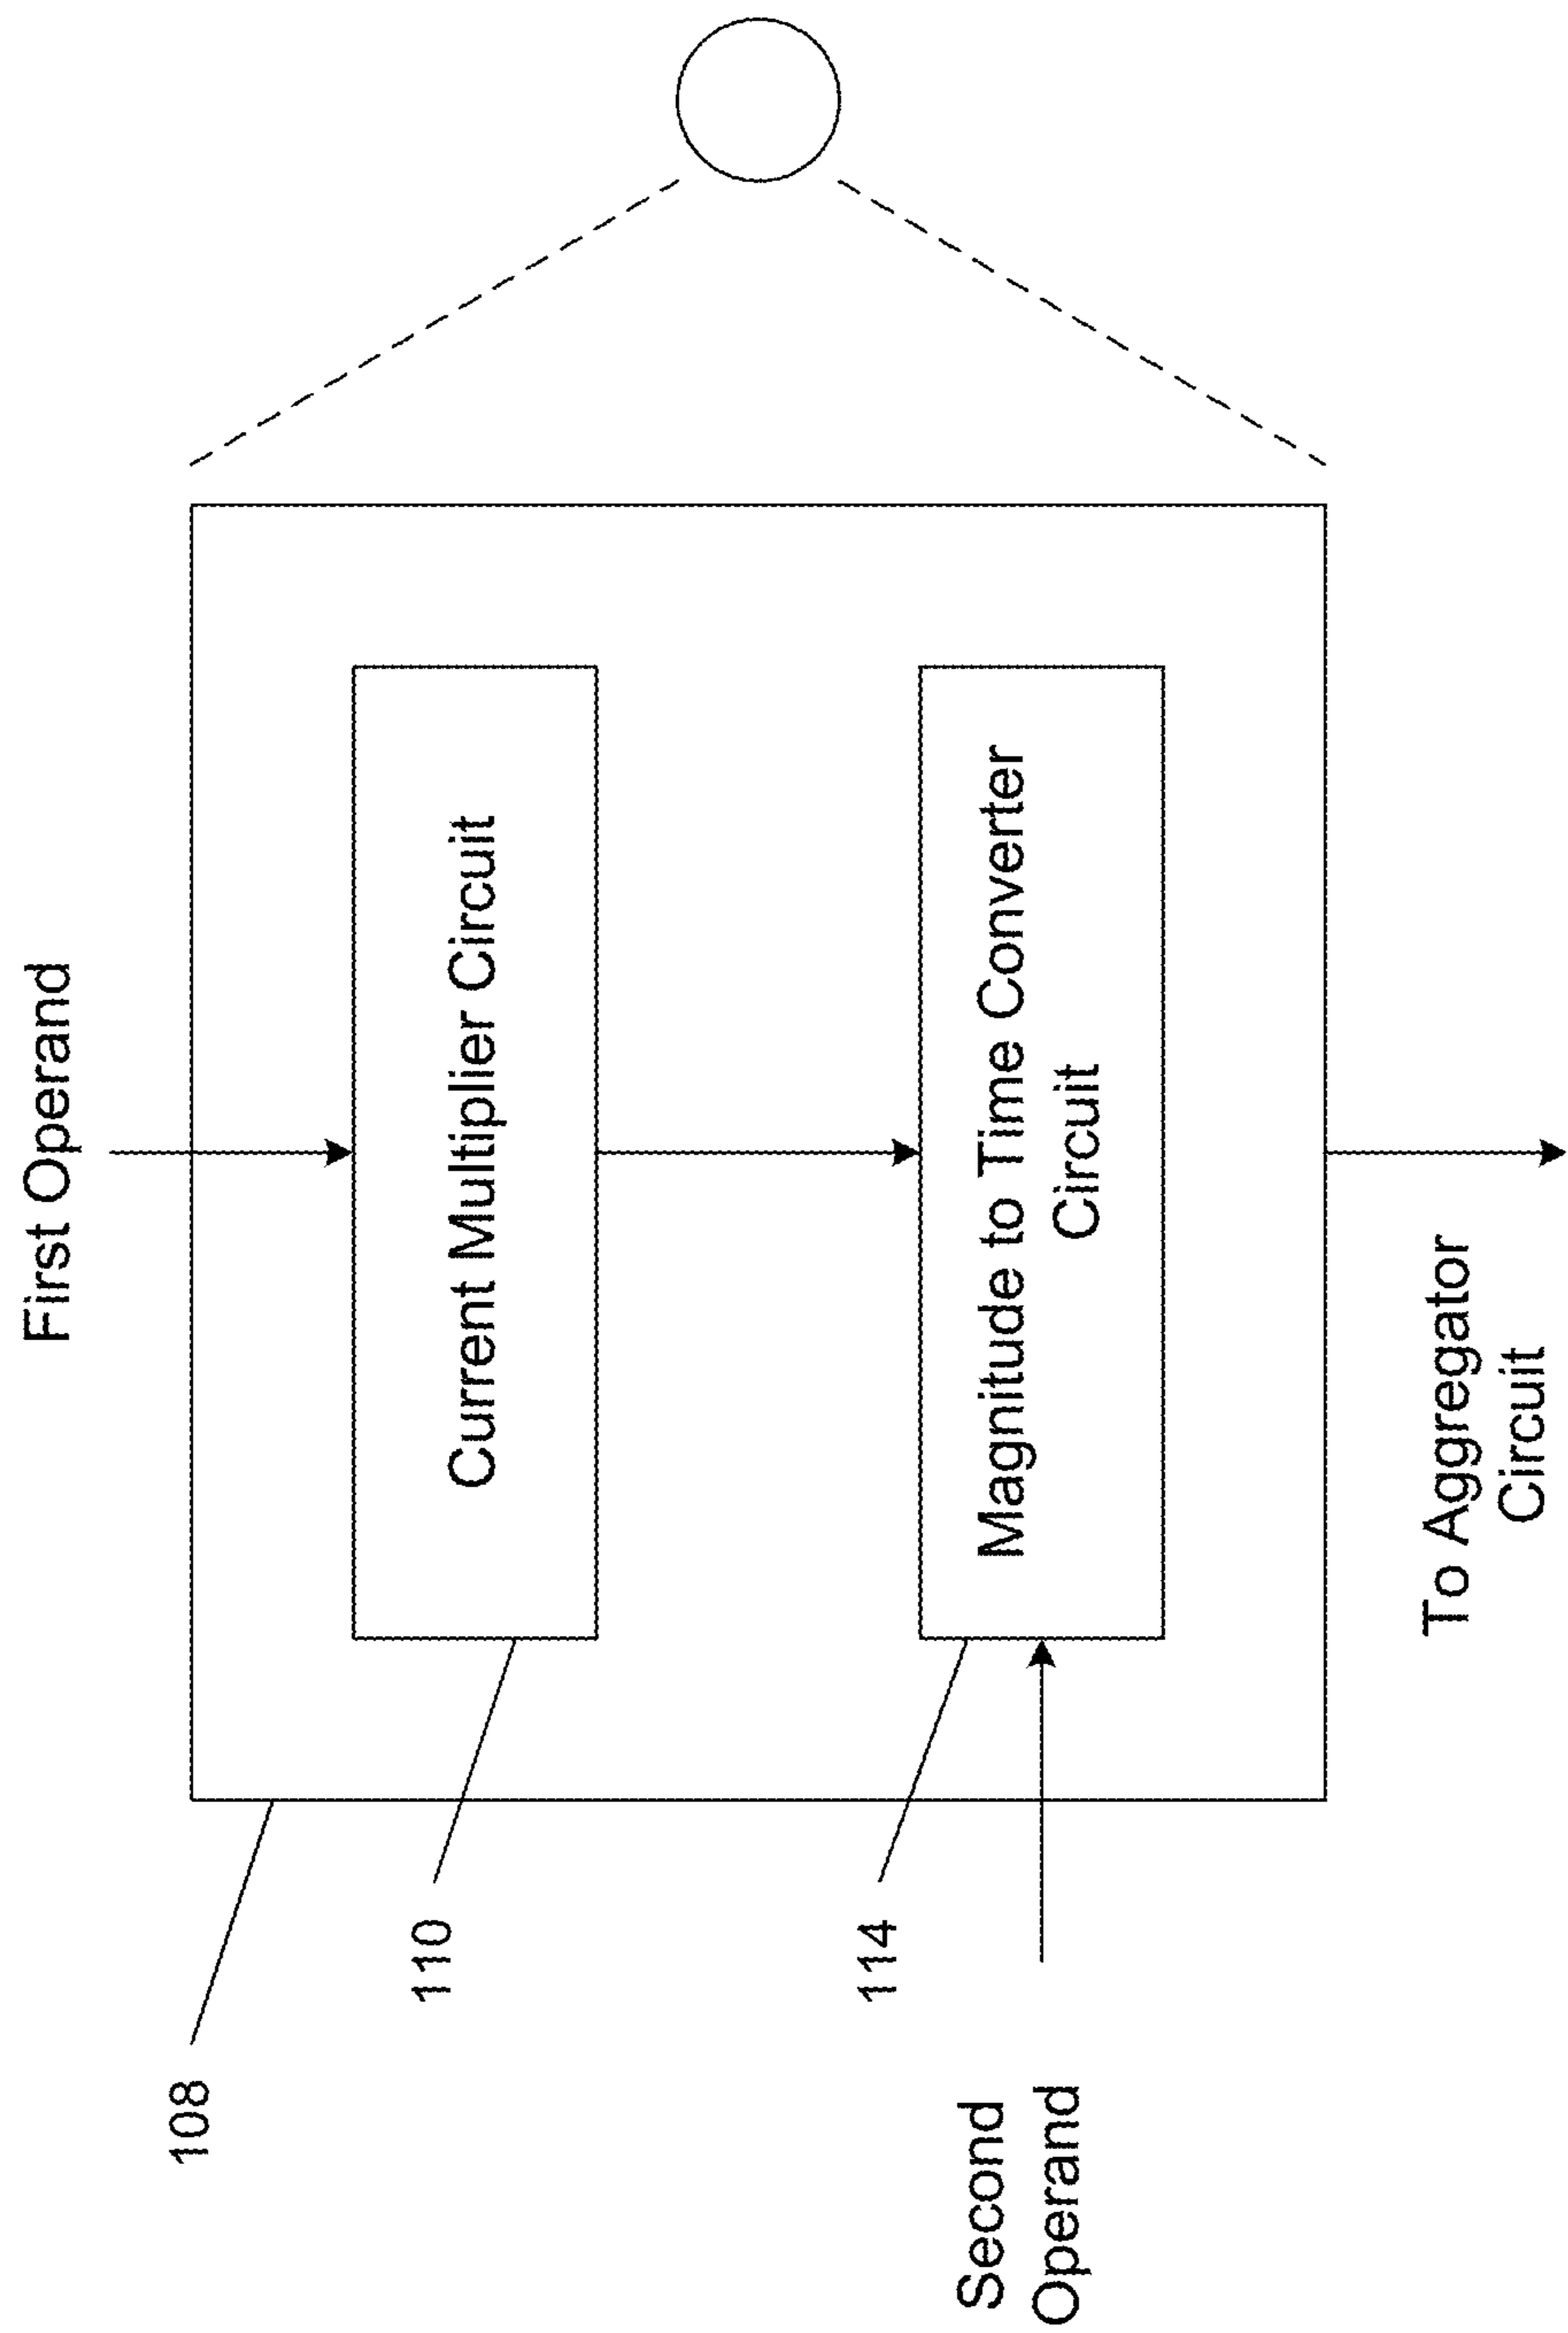 First Operand
108
110
Current Multiplier Circuit
114
Magnitude to Time Converter
Circuit
Second
Operand
To Aggregator
Circuit